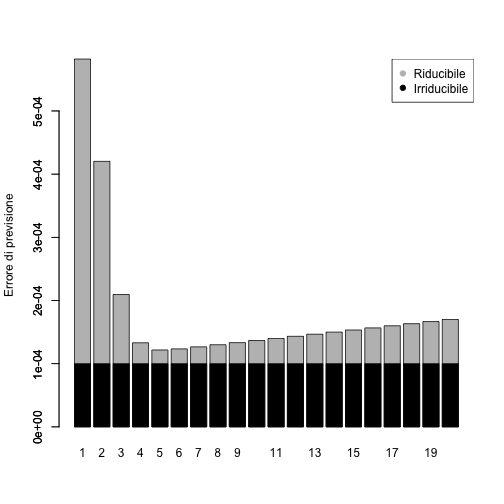 Riducibile
Irriducibile
Errore di previsione
5e-04
4e-04
3e-04
2e-04
1e-04
0e+00
1 2 3 4 5 6 7 8 9 11 13 15 17 19